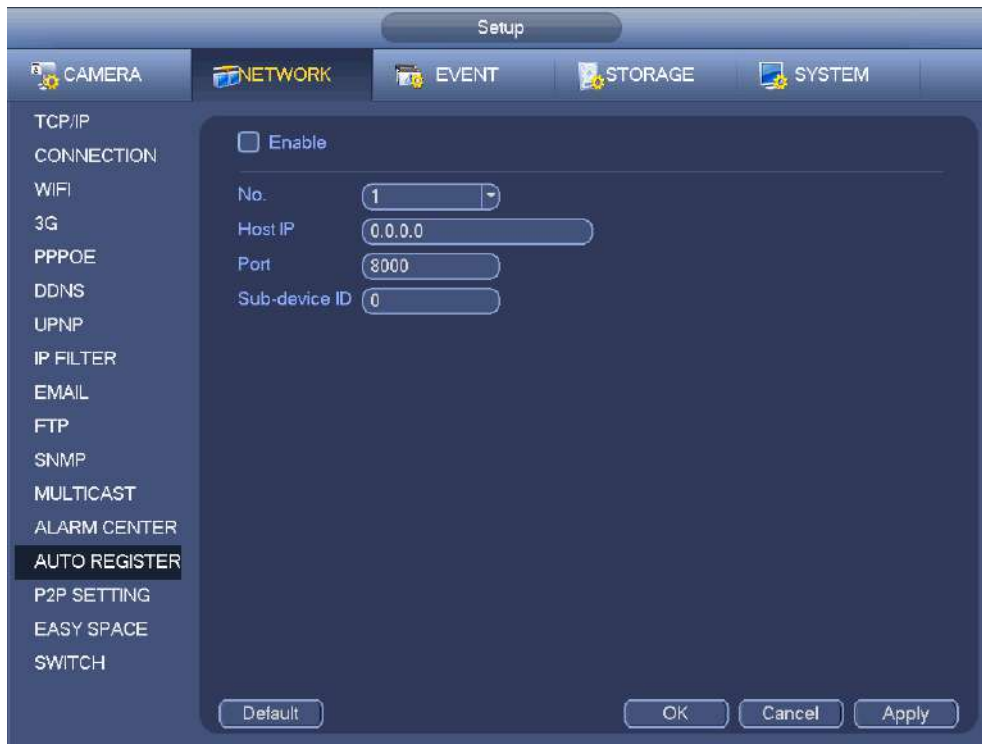 Setup
CAMERA NETWORK EVENT STORAGE SYSTEM
TCP/IP
CONNECTION
WIFI
3G
PPPOE
DDNS
UPNP
IP FILTER
EMAIL
FTP
SNMP
MULTICAST
ALARM CENTER
AUTO REGISTER
P2P SETTING
EASY SPACE
SWITCH
Enable
No. 1
Host IP 0.0.0.0
Port 8000
Sub-device ID 0
Default OK Cancel Apply